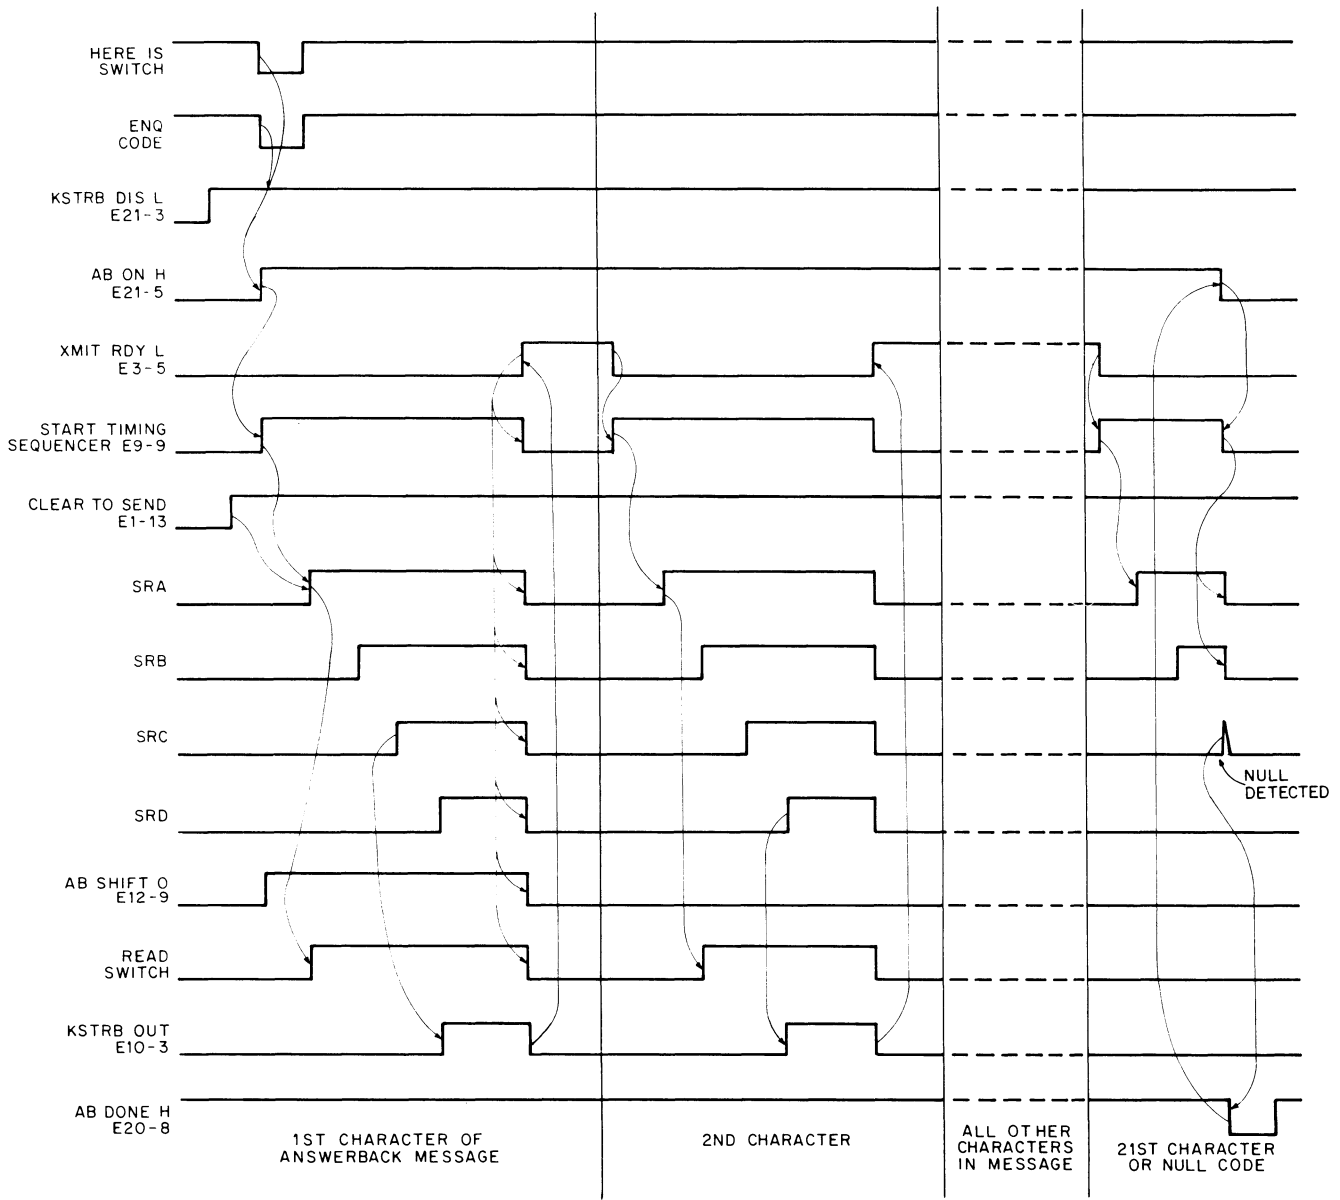 HERE IS
SWITCH
ENQ
CODE
KSTRB DIS L
E21-3
AB ON H
E21-5
XMIT RDY L
E3-5
START TIMING
SEQUENCER E9-9
CLEAR TO SEND
E1-13
SRA
SRB
SRC
NULL
DETECTED
SRD
AB SHIFT O
E12-9
READ
SWITCH
KSTRB OUT
E10-3
AB DONE H
E20-8
1ST CHARACTER OF
ANSWERBACK MESSAGE
2ND CHARACTER
ALL OTHER
CHARACTERS
IN MESSAGE
21ST CHARACTER
OR NULL CODE